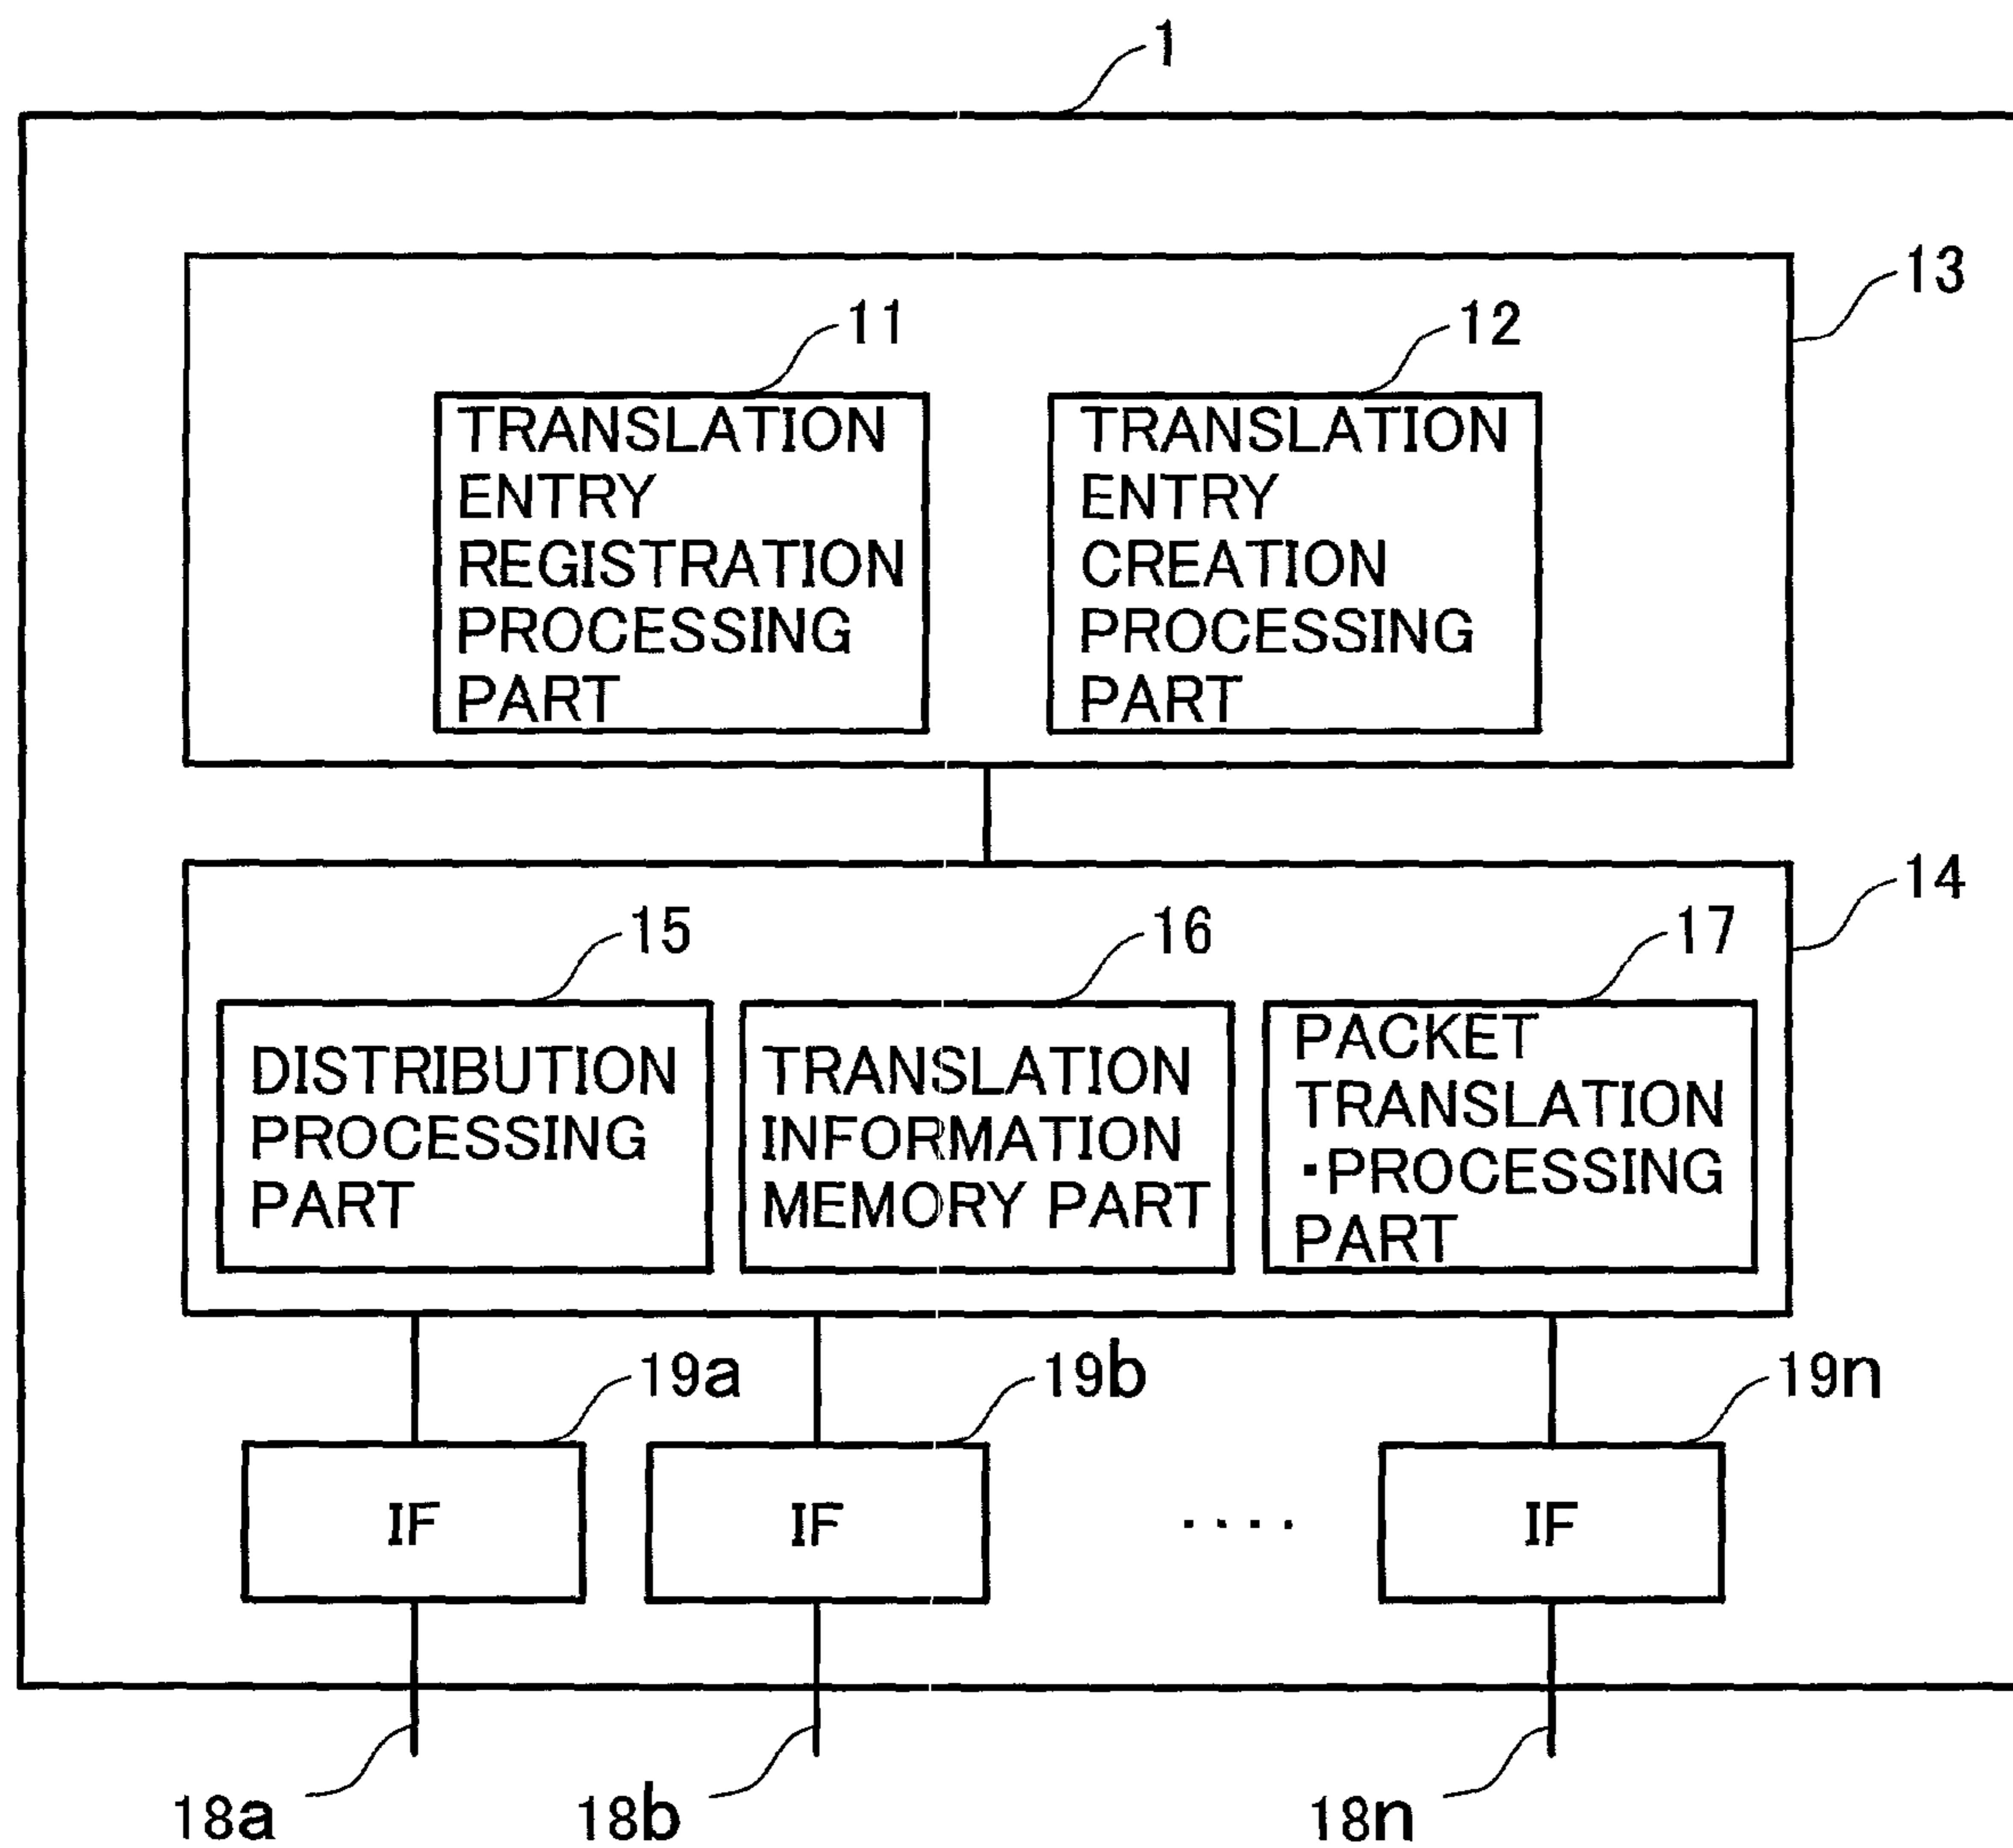 1
13
11
12
TRANSLATION
ENTRY
REGISTRATION
PROCESSING
PART
TRANSLATION
ENTRY
CREATION
PROCESSING
PART
14
15
16
17
DISTRIBUTION
PROCESSING
PART
TRANSLATION
INFORMATION
MEMORY PART
PACKET
TRANSLATION
・PROCESSING
PART
19a
19b
19n
IF
IF
....
IF
18a
18b
18n